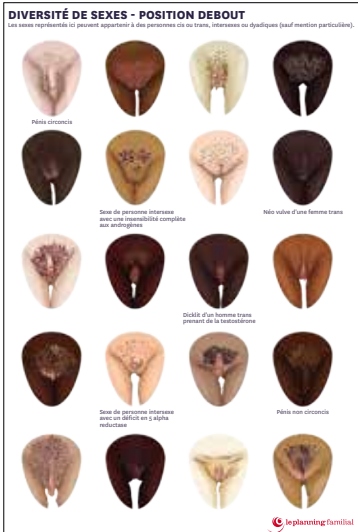 DIVERSITÉ DE SEXES - POSITION DEBOUT
Les sexes représentés ici peuvent appartenir à des personnes cis ou trans, intersexes ou dyadiques (sauf mention particulière).
Pénis circoncis
Sexe de personne intersexe
avec une insensibilité complète
aux androgènes
Néo vulve d'une femme trans
Dicklit d'un homme trans
prenant de la testostérone
Sexe de personne intersexe
avec un déficit en 5 alpha
reductase
Pénis non circoncis
le planning familial